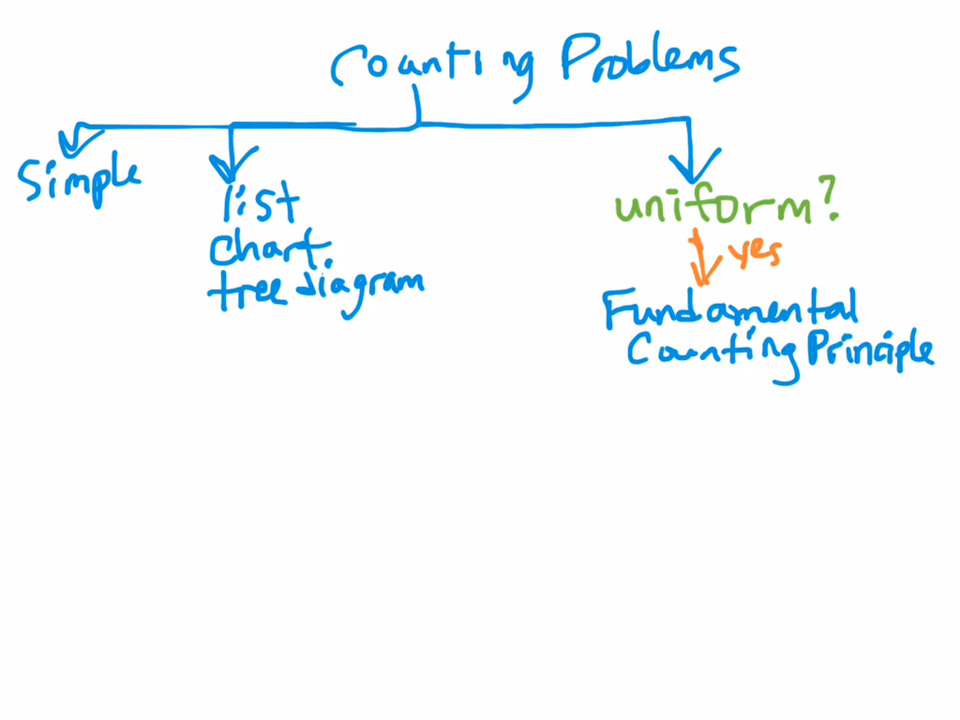 Counting Problems
Simple
list
chart.
tree diagram
uniform?
yes
Fundamental
Counting Principle